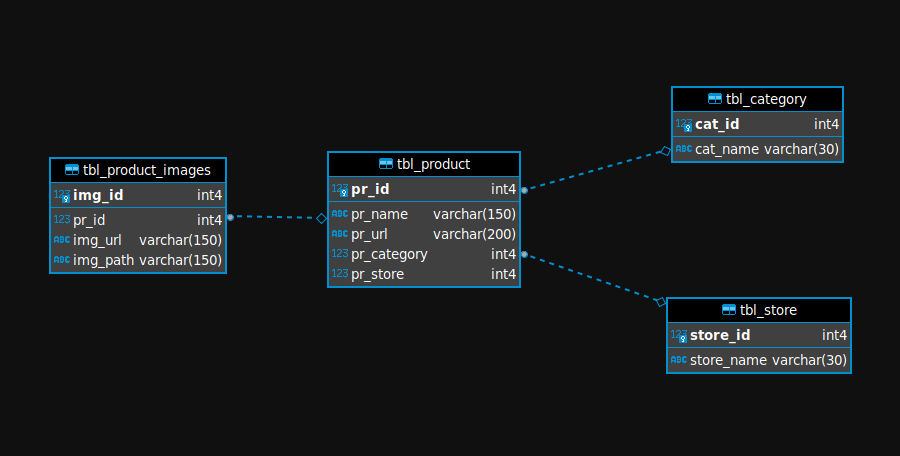 tbl_product_images
123 img_id int4
123 pr_id int4
ABC img_url varchar(150)
ABC img_path varchar(150)
tbl_product
123 pr_id int4
ABC pr_name varchar(150)
ABC pr_url varchar(200)
123 pr_category int4
123 pr_store int4
tbl_category
123 cat_id int4
ABC cat_name varchar(30)
tbl_store
123 store_id int4
ABC store_name varchar(30)